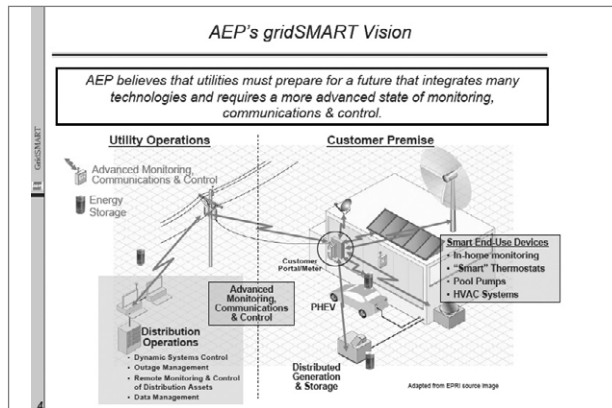 AEP's gridSMART Vision
AEP believes that utilities must prepare for a future that integrates many
technologies and requires a more advanced state of monitoring,
communications & control.
GridSMART
Utility Operations
Customer Premise
Advanced Monitoring,
Communications & Control
Energy
Storage
Customer
Portal/Meter
Smart End-Use Devices
• In-home monitoring
• "Smart" Thermostats
• Pool Pumps
• HVAC Systems
Advanced
Monitoring,
Communications
& Control
PHEV
Distribution
Operations
• Dynamic Systems Control
• Outage Management
• Remote Monitoring & Control
of Distribution Assets
• Data Management
Distributed
Generation
& Storage
Adapted from EPRI source image
4